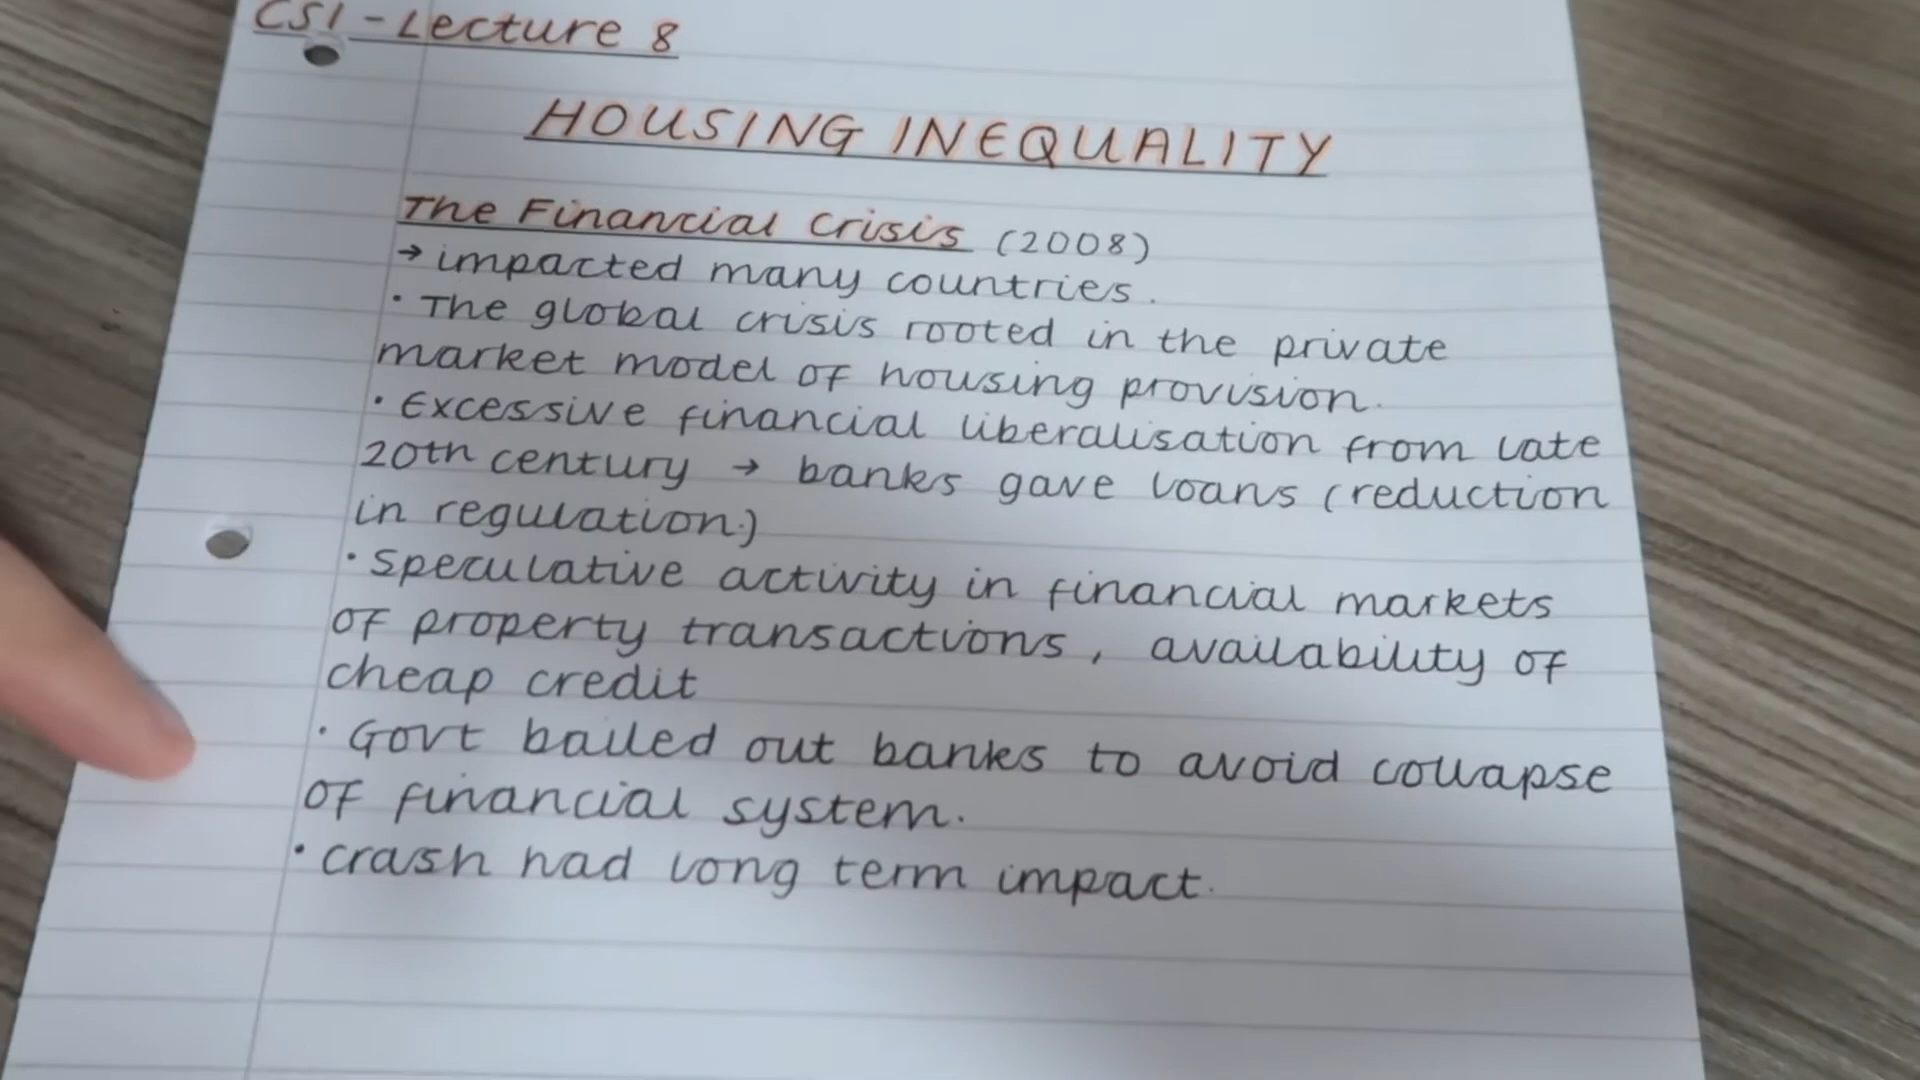 CSI - Lecture 8
HOUSING INEQUALITY
The Financial Crisis (2008)
→ impacted many countries.
• The global crisis rooted in the private
market model of housing provision.
• Excessive financial liberalisation from late
20th century → banks gave loans (reduction
in regulation.)
• Speculative activity in financial markets
of property transactions, availability of
cheap credit
• Govt bailed out banks to avoid collapse
of financial system.
• crash had long term impact.